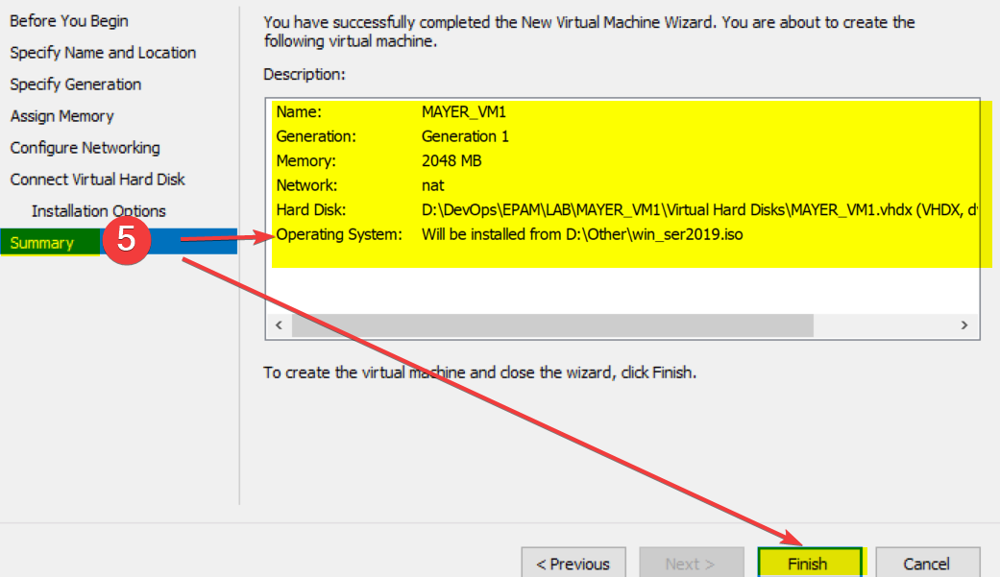 Before You Begin
Specify Name and Location
Specify Generation
Assign Memory
Configure Networking
Connect Virtual Hard Disk
Installation Options
Summary
5
You have successfully completed the New Virtual Machine Wizard. You are about to create the
following virtual machine.
Description:
Name: MAYER_VM1
Generation: Generation 1
Memory: 2048 MB
Network: nat
Hard Disk: D:\DevOps\EPAM\LAB\MAYER_VM1\Virtual Hard Disks\MAYER_VM1.vhdx (VHDX, d
Operating System: Will be installed from D:\Other\win_ser2019.iso
To create the virtual machine and close the wizard, click Finish.
< Previous
Next >
Finish
Cancel